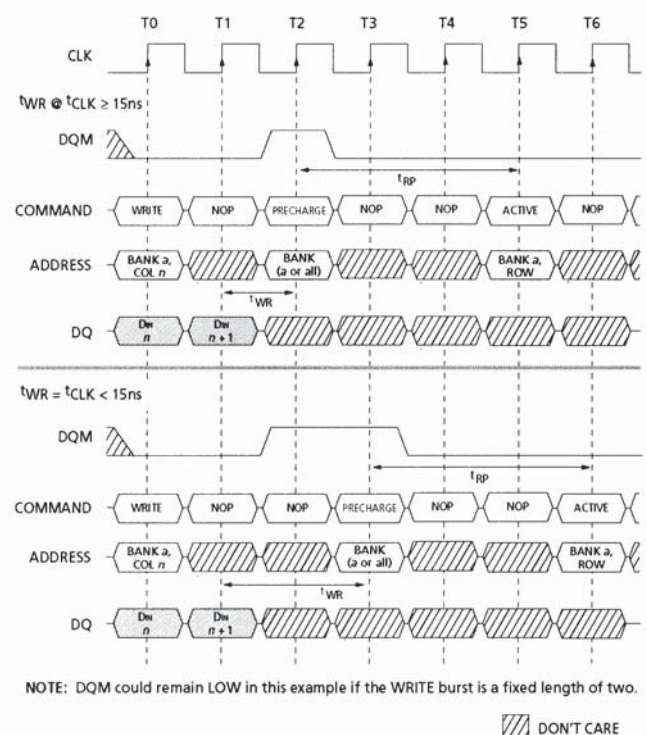 T0 T1 T2 T3 T4 T5 T6
CLK
tWR @ tCLK ≥ 15ns
DQM
tRP
COMMAND WRITE NOP PRECHARGE NOP NOP ACTIVE NOP
ADDRESS BANK a, COL n BANK (a or all) BANK a, ROW
tWR
DQ DIN n DIN n + 1
tWR = tCLK < 15ns
DQM
tRP
COMMAND WRITE NOP NOP PRECHARGE NOP NOP ACTIVE
ADDRESS BANK a, COL n BANK (a or all) BANK a, ROW
tWR
DQ DIN n DIN n + 1
NOTE: DQM could remain LOW in this example if the WRITE burst is a fixed length of two.
DON'T CARE